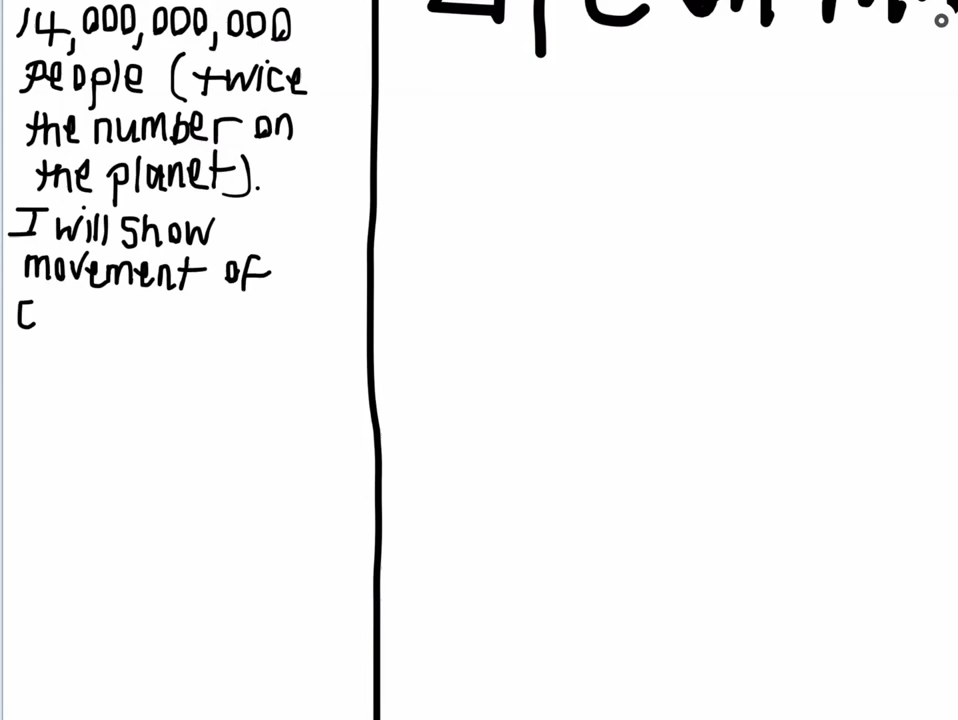 14,000,000,000
people (twice
the number on
the planet).
I will show
movement of